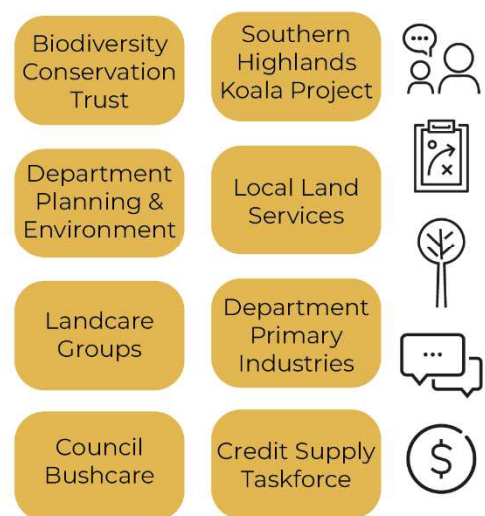 Biodiversity
Conservation
Trust
Southern
Highlands
Koala Project
Department
Planning &
Environment
Local Land
Services
Landcare
Groups
Department
Primary
Industries
Council
Bushcare
Credit Supply
Taskforce
$